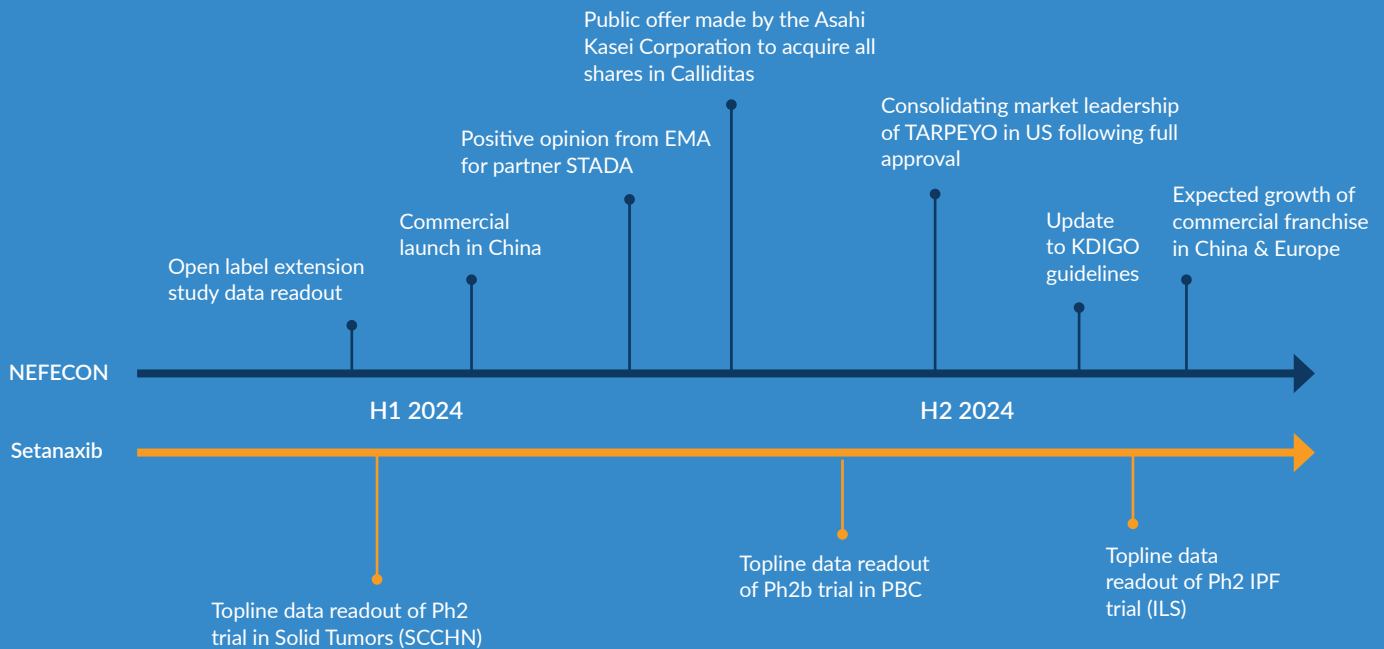 Public offer made by the Asahi
Kasei Corporation to acquire all
shares in Calliditas
Consolidating market leadership
of TARPEYO in US following full
approval
Positive opinion from EMA
for partner STADA
Expected growth of
commercial franchise
in China & Europe
Commercial
launch in China
Update
to KDIGO
guidelines
Open label extension
study data readout
NEFECON
H1 2024
H2 2024
Setanaxib
Topline data readout of Ph2
trial in Solid Tumors (SCCHN)
Topline data readout
of Ph2b trial in PBC
Topline data
readout of Ph2 IPF
trial (ILS)